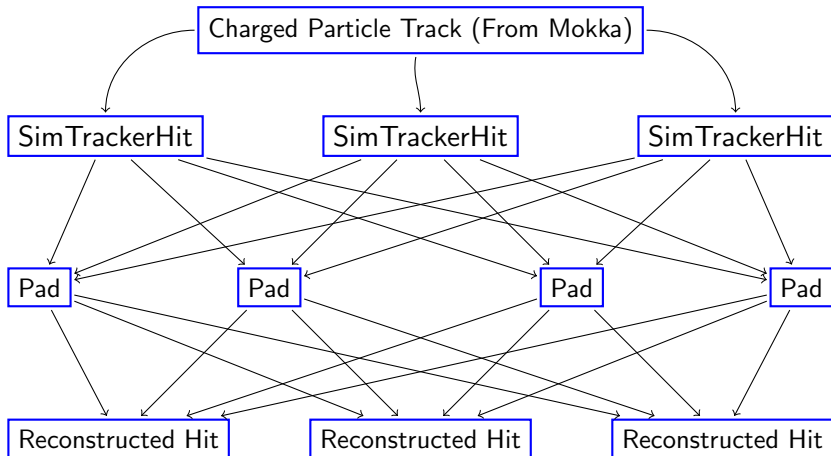 Charged Particle Track (From Mokka)
SimTrackerHit
SimTrackerHit
SimTrackerHit
Pad
Pad
Pad
Pad
Reconstructed Hit
Reconstructed Hit
Reconstructed Hit